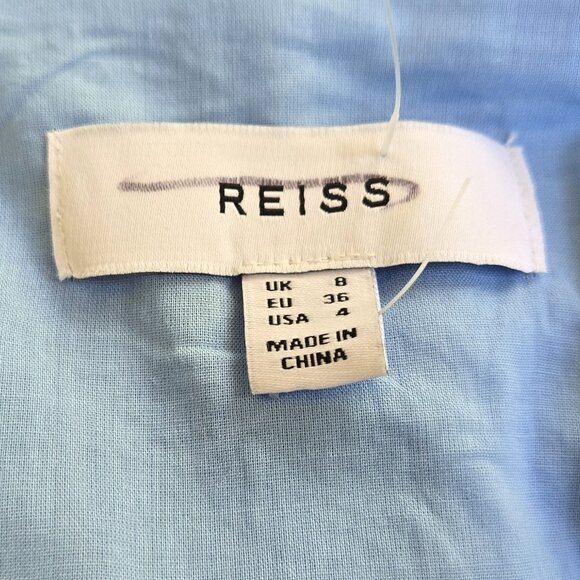 REISS
UK 8
EU 36
USA 4
MADE IN
CHINA